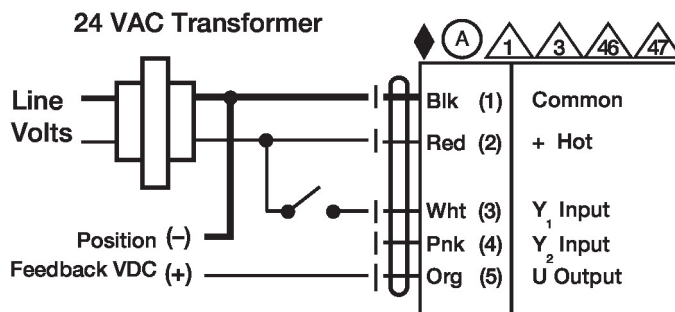 24 VAC Transformer
A 1 3 46 47
Line Volts
Blk (1) Common
Red (2) + Hot
Wht (3) Y1 Input
Position (–)
Pnk (4) Y2 Input
Feedback VDC (+)
Org (5) U Output